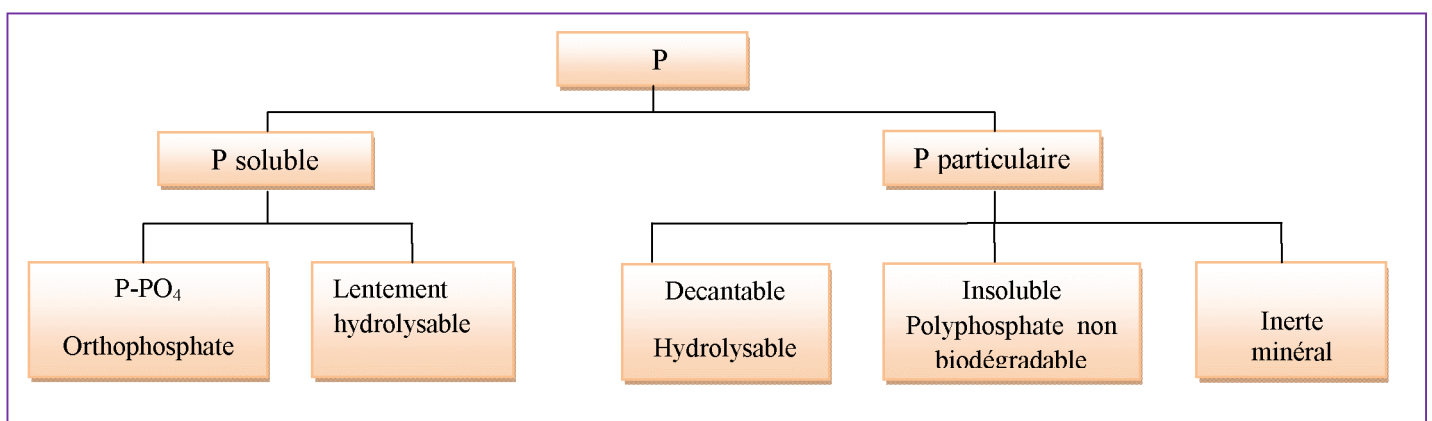 P
P soluble
P particulaire
P-PO₄
Orthophosphate
Lentement
hydrolysable
Decantable
Hydrolysable
Insoluble
Polyphosphate non
biodégradable
Inerte
minéral